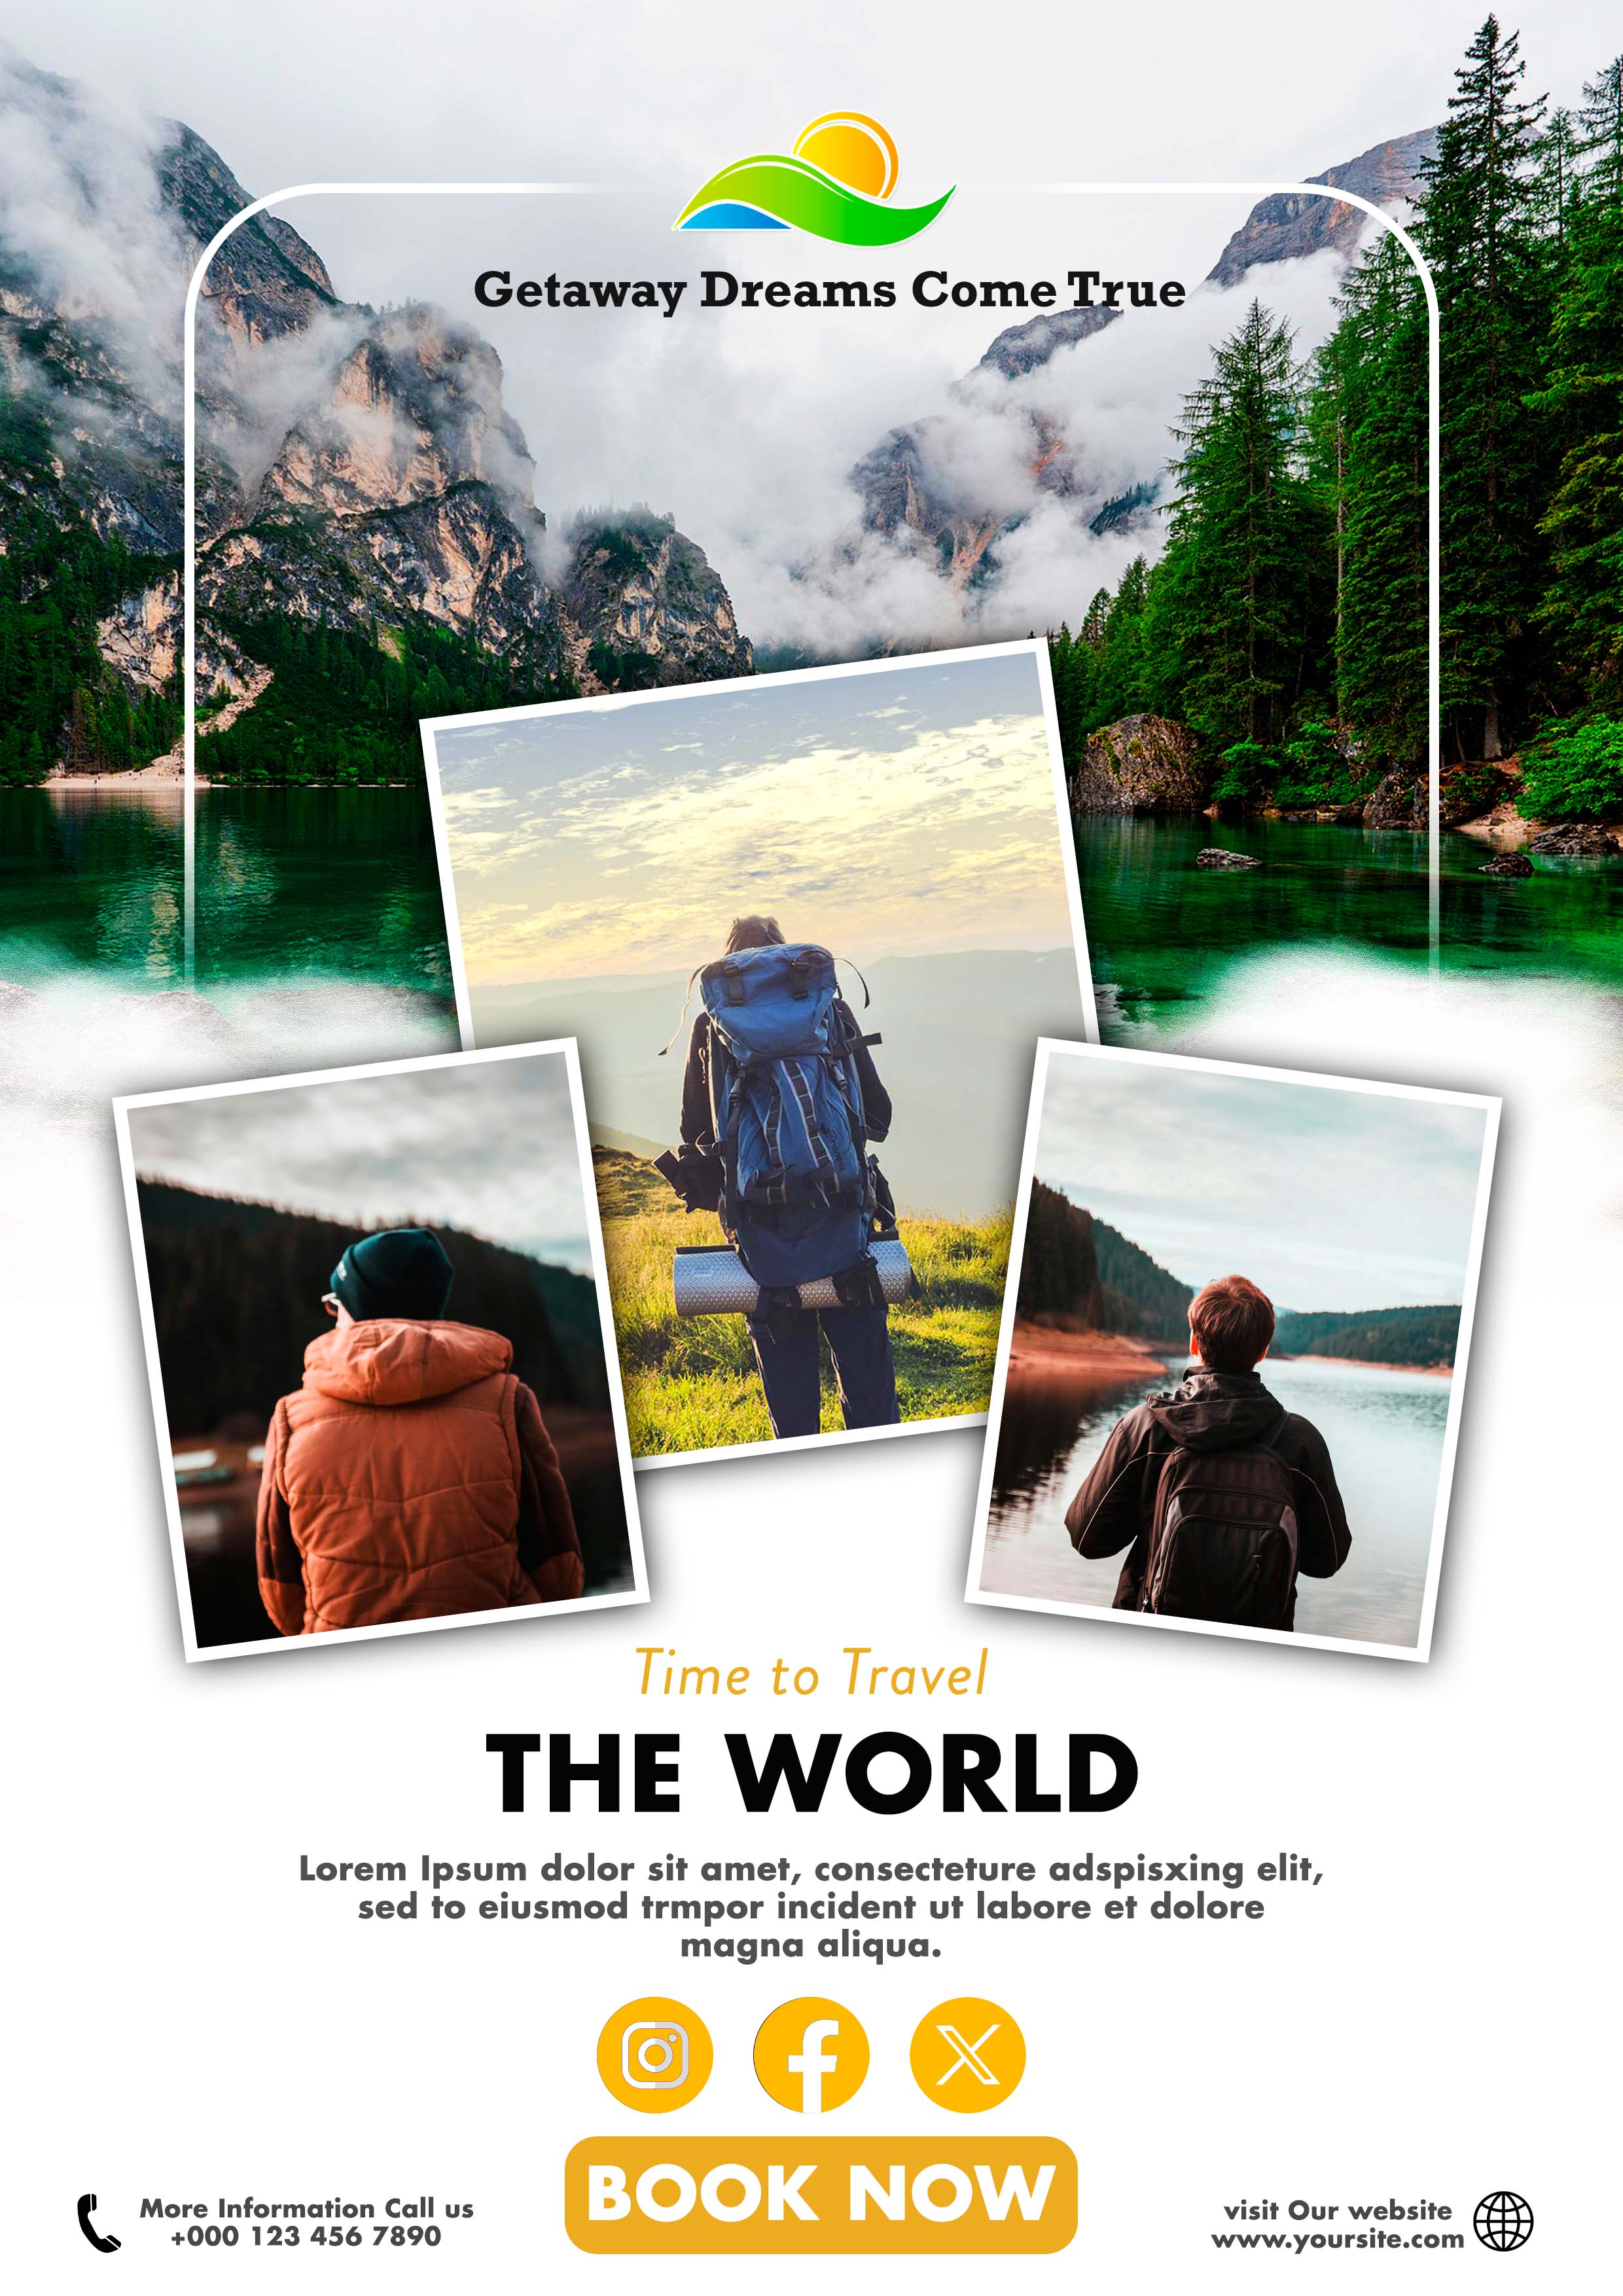 Getaway Dreams Come True
Time to Travel
THE WORLD
Lorem Ipsum dolor sit amet, consecteture adspisxing elit,
sed to eiusmod trmpor incident ut labore et dolore
magna aliqua.
BOOK NOW
More Information Call us
+000 123 456 7890
visit Our website
www.yoursite.com